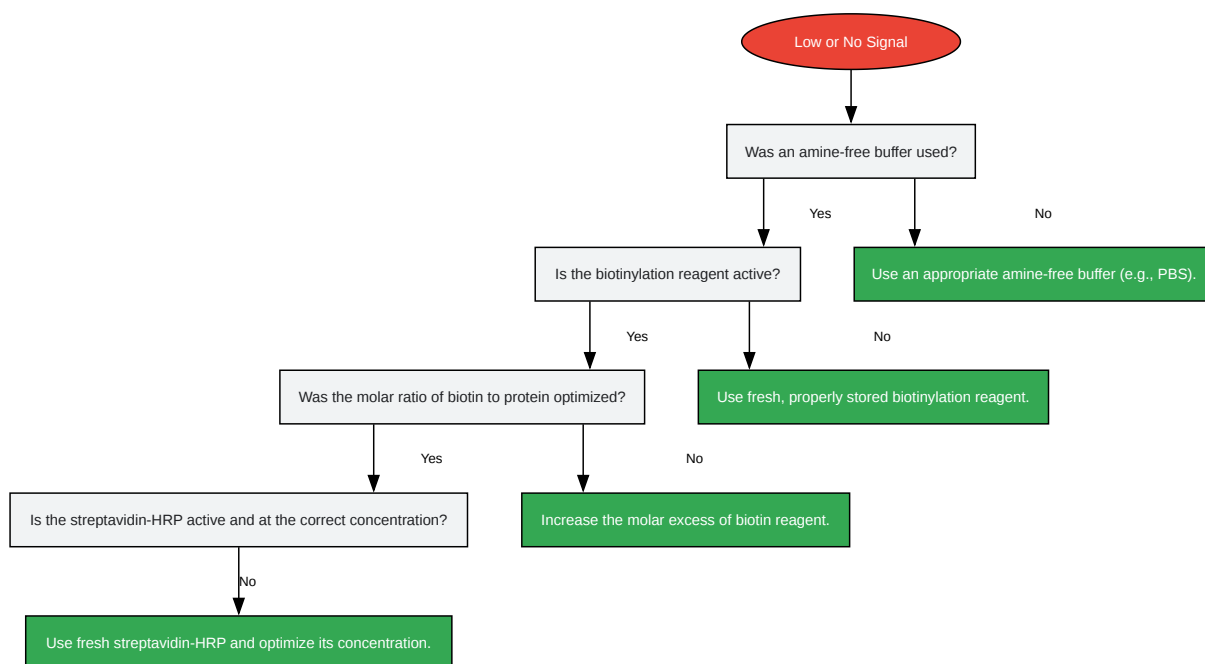 Low or No Signal
Was an amine-free buffer used?
Yes
No
Is the biotinylation reagent active?
Use an appropriate amine-free buffer (e.g., PBS).
Yes
No
Was the molar ratio of biotin to protein optimized?
Use fresh, properly stored biotinylation reagent.
Yes
No
Is the streptavidin-HRP active and at the correct concentration?
Increase the molar excess of biotin reagent.
No
Use fresh streptavidin-HRP and optimize its concentration.